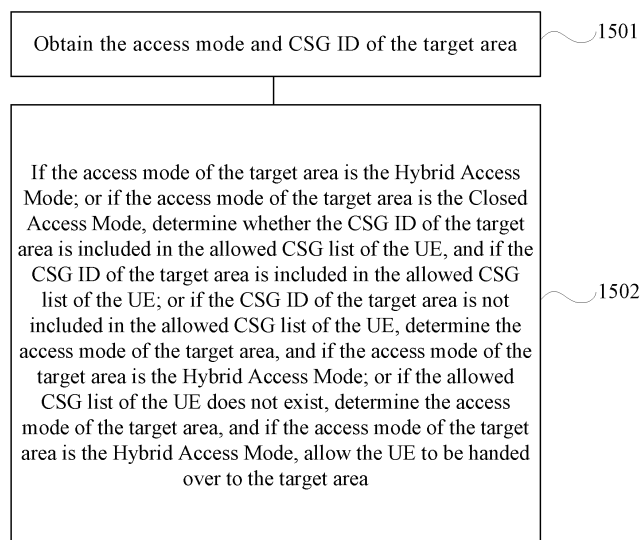 Obtain the access mode and CSG ID of the target area
1501
If the access mode of the target area is the Hybrid Access
Mode; or if the access mode of the target area is the Closed
Access Mode, determine whether the CSG ID of the target
area is included in the allowed CSG list of the UE, and if the
CSG ID of the target area is included in the allowed CSG
list of the UE; or if the CSG ID of the target area is not
included in the allowed CSG list of the UE, determine the
access mode of the target area, and if the access mode of the
target area is the Hybrid Access Mode; or if the allowed
CSG list of the UE does not exist, determine the access
mode of the target area, and if the access mode of the target
area is the Hybrid Access Mode, allow the UE to be handed
over to the target area
1502